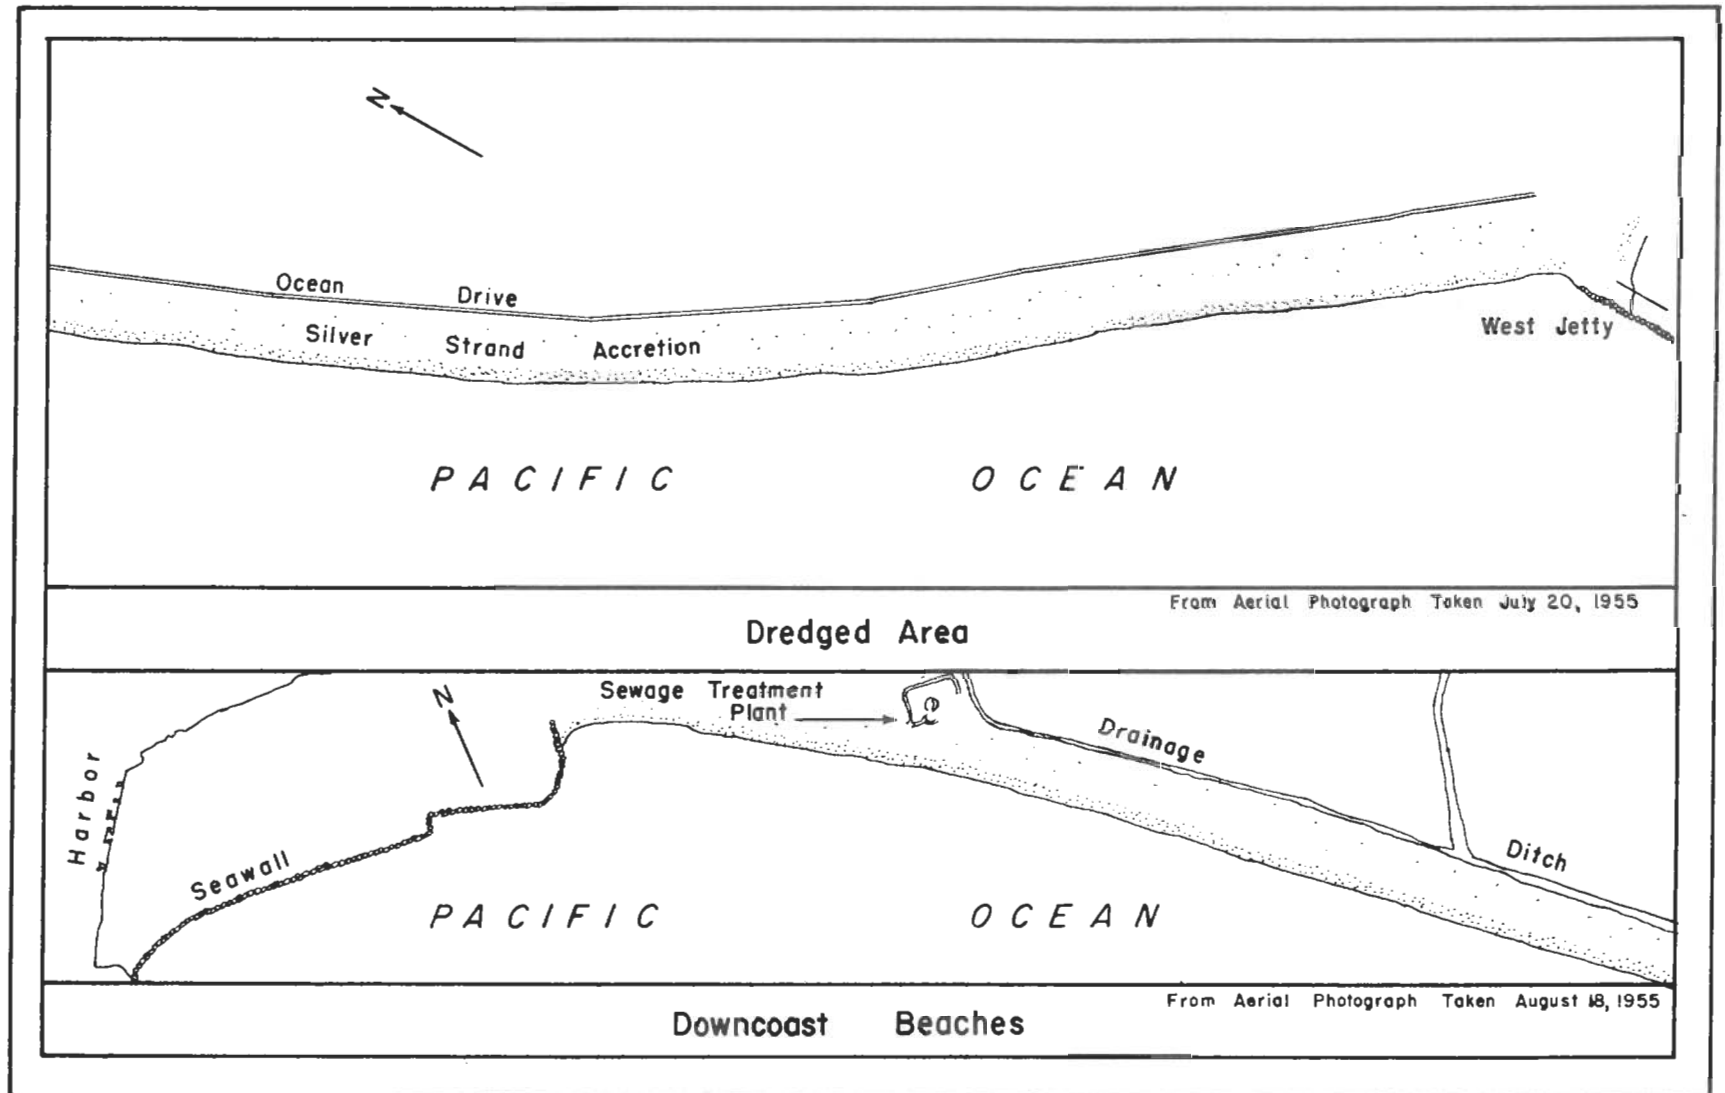 N
Ocean Drive
Silver Strand Accretion
West Jetty
PACIFIC OCEAN
From Aerial Photograph Taken July 20, 1955
Dredged Area
N
Sewage Treatment
Plant
Drainage
Harbor
Ditch
Seawall
PACIFIC OCEAN
From Aerial Photograph Taken August 18, 1955
Downcoast Beaches